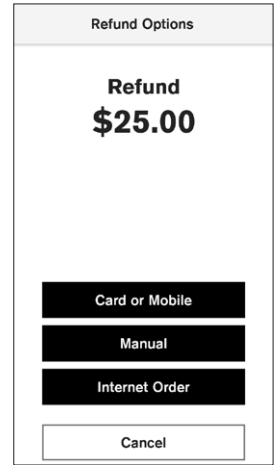 Refund Options
Refund
$25.00
Card or Mobile
Manual
Internet Order
Cancel